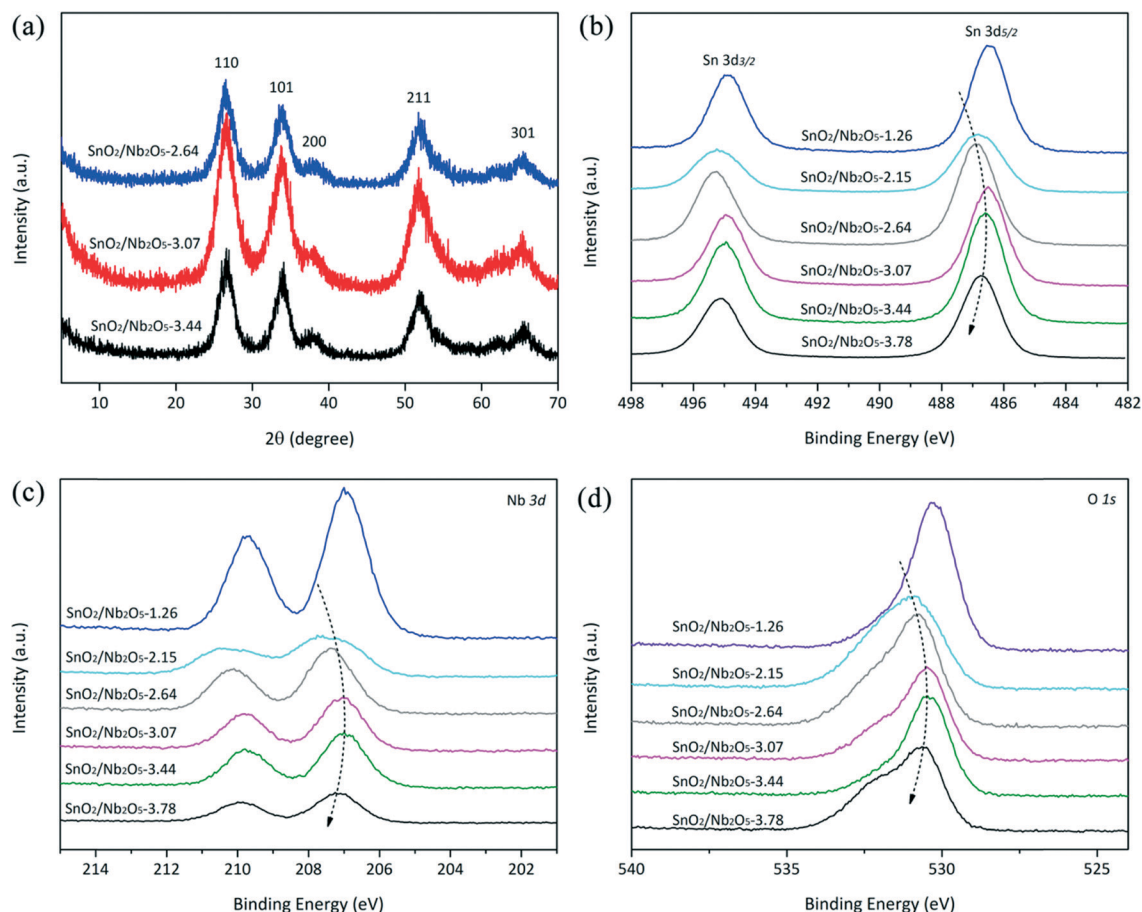 (a)
110
101
200
211
301
SnO₂/Nb₂O₅-2.64
SnO₂/Nb₂O₅-3.07
SnO₂/Nb₂O₅-3.44
Intensity (a.u.)
10 20 30 40 50 60 70
2θ (degree)
(b)
Sn 3d3/2
Sn 3d5/2
SnO₂/Nb₂O₅-1.26
SnO₂/Nb₂O₅-2.15
SnO₂/Nb₂O₅-2.64
SnO₂/Nb₂O₅-3.07
SnO₂/Nb₂O₅-3.44
SnO₂/Nb₂O₅-3.78
Intensity (a.u.)
498 496 494 492 490 488 486 484 482
Binding Energy (eV)
(c)
Nb 3d
SnO₂/Nb₂O₅-1.26
SnO₂/Nb₂O₅-2.15
SnO₂/Nb₂O₅-2.64
SnO₂/Nb₂O₅-3.07
SnO₂/Nb₂O₅-3.44
SnO₂/Nb₂O₅-3.78
Intensity (a.u.)
214 212 210 208 206 204 202
Binding Energy (eV)
(d)
O 1s
SnO₂/Nb₂O₅-1.26
SnO₂/Nb₂O₅-2.15
SnO₂/Nb₂O₅-2.64
SnO₂/Nb₂O₅-3.07
SnO₂/Nb₂O₅-3.44
SnO₂/Nb₂O₅-3.78
Intensity (a.u.)
540 535 530 525
Binding Energy (eV)